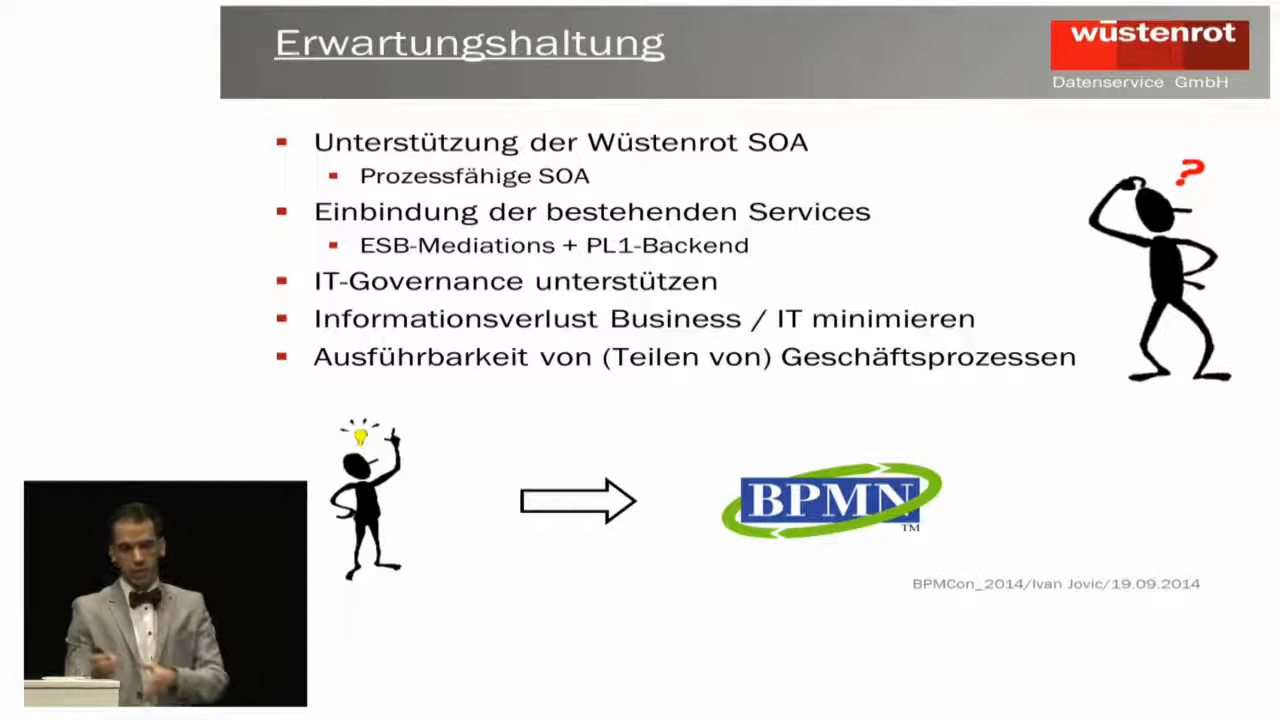 Erwartungshaltung
wüstenrot
Datenservice GmbH
Unterstützung der Wüstenrot SOA
Prozessfähige SOA
Einbindung der bestehenden Services
ESB-Mediations + PL1-Backend
IT-Governance unterstützen
Informationsverlust Business / IT minimieren
Ausführbarkeit von (Teilen von) Geschäftsprozessen
?
BPMN
TM
BPMCon_2014/Ivan Jovic/19.09.2014